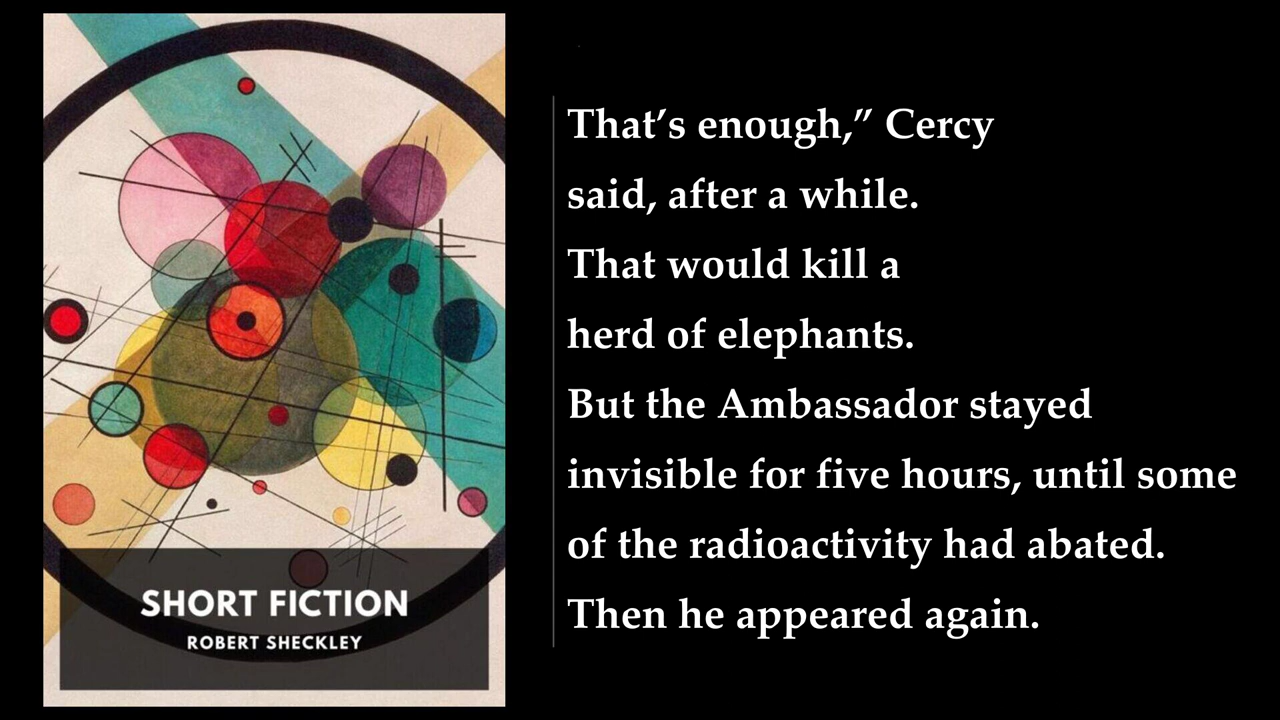 SHORT FICTION
ROBERT SHECKLEY
That’s enough,” Cercy
said, after a while.
That would kill a
herd of elephants.
But the Ambassador stayed
invisible for five hours, until some
of the radioactivity had abated.
Then he appeared again.